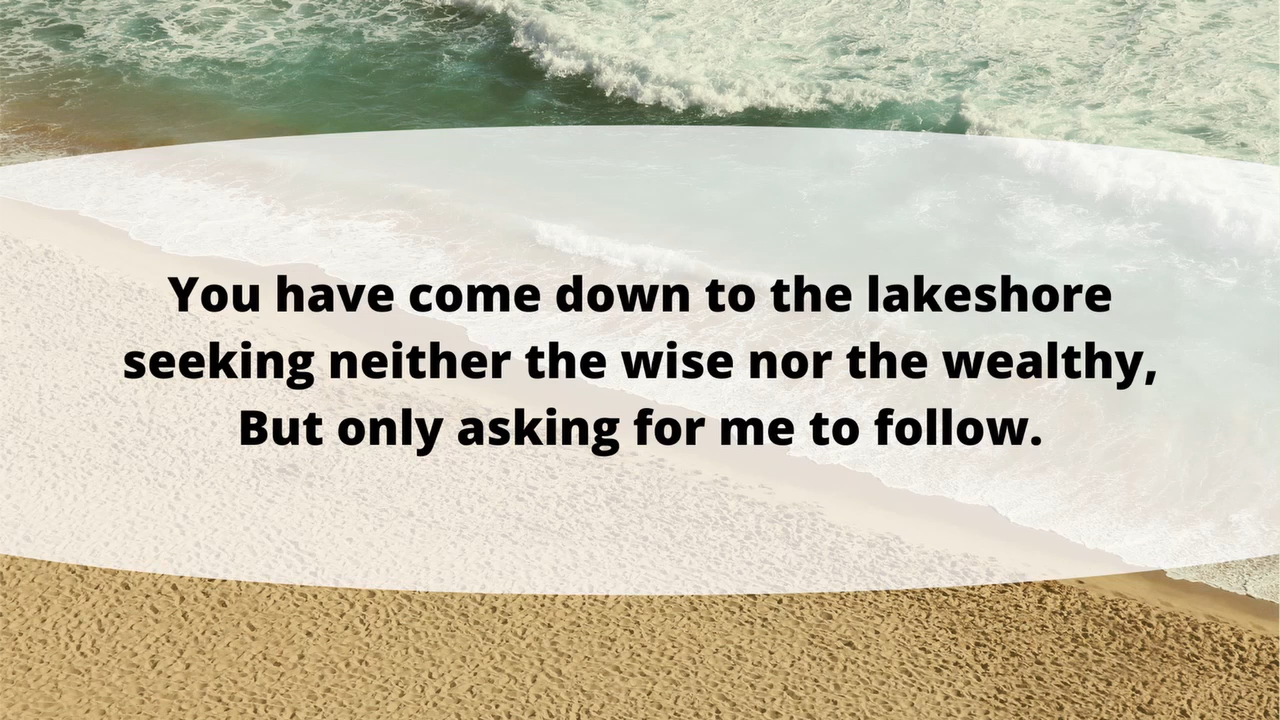 You have come down to the lakeshore
seeking neither the wise nor the wealthy,
But only asking for me to follow.